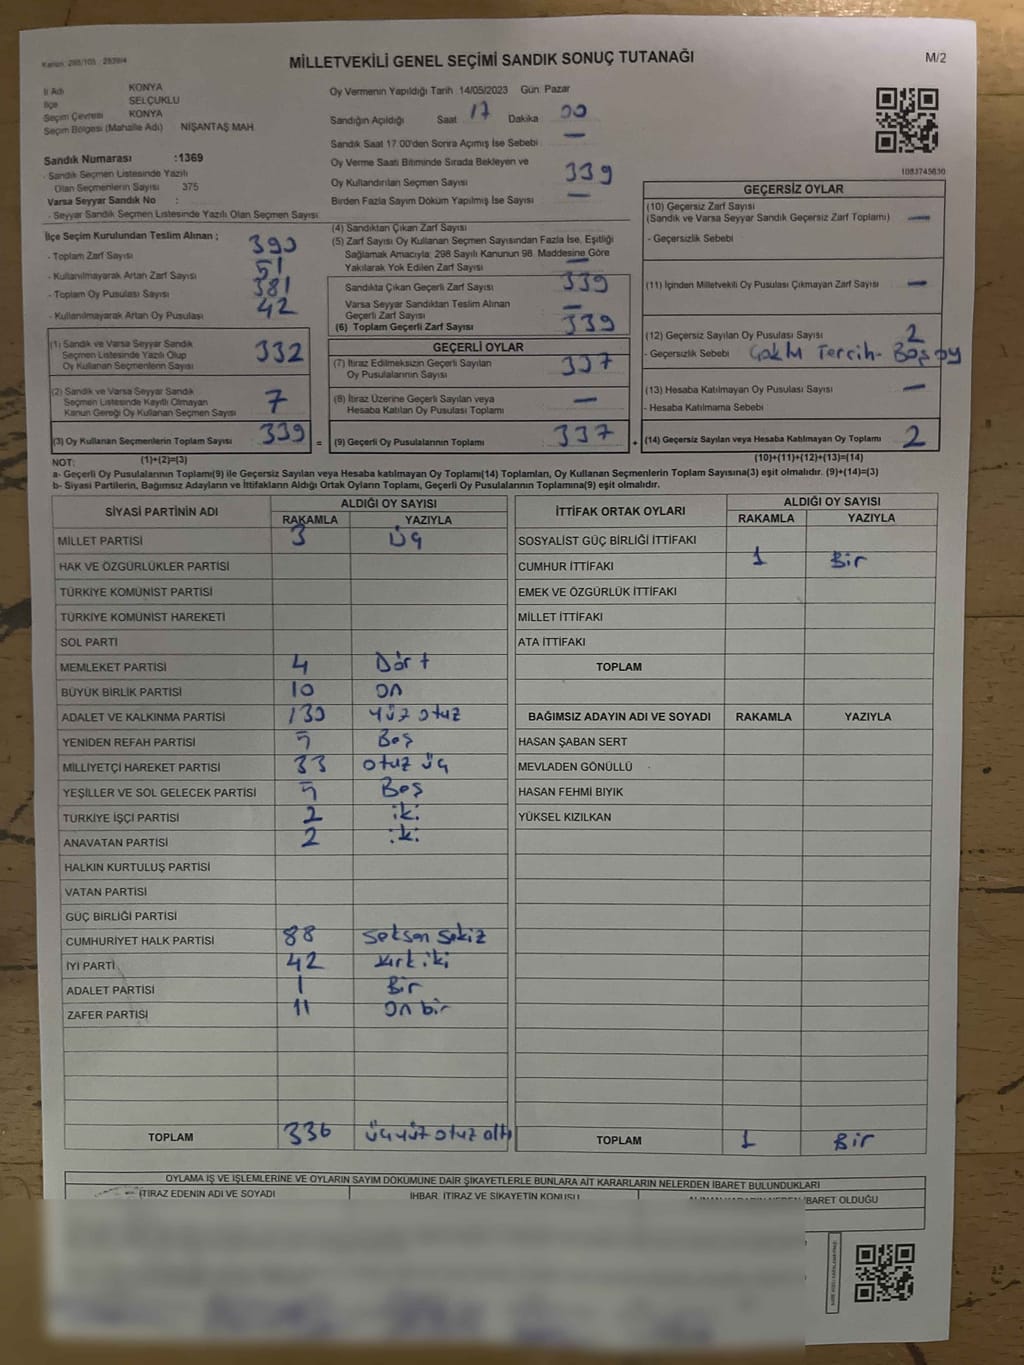 Kanun: 298/105 - 2839/4
MİLLETVEKİLİ GENEL SEÇİMİ SANDIK SONUÇ TUTANAĞI
M/2
İl Adı KONYA
İlçe SELÇUKLU
Seçim Çevresi KONYA
Seçim Bölgesi (Mahalle Adı) NİŞANTAŞ MAH.
Sandık Numarası :1369
- Sandık Seçmen Listesinde Yazılı
Olan Seçmenlerin Sayısı 375
Varsa Seyyar Sandık No :
- Seyyar Sandık Seçmen Listesinde Yazılı Olan Seçmen Sayısı
Oy Vermenin Yapıldığı Tarih :14/05/2023 Gün: Pazar
Sandığın Açıldığı Saat 17 Dakika 00
Sandık Saat 17.00'den Sonra Açımış İse Sebebi —
Oy Verme Saati Bitiminde Sırada Bekleyen ve
Oy Kullandırılan Seçmen Sayısı 339
Birden Fazla Sayım Döküm Yapılmış İse Sayısı —
1083745630
İlçe Seçim Kurulundan Teslim Alınan ;
- Toplam Zarf Sayısı 390
- Kullanılmayarak Artan Zarf Sayısı 51
- Toplam Oy Pusulası Sayısı 381
- Kullanılmayarak Artan Oy Pusulası 42
(1) Sandık ve Varsa Seyyar Sandık
Seçmen Listesinde Yazılı Olup
Oy Kullanan Seçmenlerin Sayısı 332
(2) Sandık ve Varsa Seyyar Sandık
Seçmen Listesinde Kayıtlı Olmayan
Kanun Gereği Oy Kullanan Seçmen Sayısı 7
(3) Oy Kullanan Seçmenlerin Toplam Sayısı 339 =
(4) Sandıktan Çıkan Zarf Sayısı
(5) Zarf Sayısı Oy Kullanan Seçmen Sayısından Fazla İse, Eşitliği
Sağlamak Amacıyla; 298 Sayılı Kanunun 98. Maddesine Göre
Yakılarak Yok Edilen Zarf Sayısı —
Sandıkta Çıkan Geçerli Zarf Sayısı 339
Varsa Seyyar Sandıktan Teslim Alınan
Geçerli Zarf Sayısı —
(6) Toplam Geçerli Zarf Sayısı 339
GEÇERLİ OYLAR
(7) İtiraz Edilmeksizin Geçerli Sayılan
Oy Pusulalarının Sayısı 337
(8) İtiraz Üzerine Geçerli Sayılan veya
Hesaba Katılan Oy Pusulası Toplamı —
(9) Geçerli Oy Pusulalarının Toplamı 337 +
GEÇERSİZ OYLAR
(10) Geçersiz Zarf Sayısı
(Sandık ve Varsa Seyyar Sandık Geçersiz Zarf Toplamı) —
- Geçersizlik Sebebi
(11) İçinden Milletvekili Oy Pusulası Çıkmayan Zarf Sayısı —
(12) Geçersiz Sayılan Oy Pusulası Sayısı 2
- Geçersizlik Sebebi Çoklu Tercih- Boş oy
(13) Hesaba Katılmayan Oy Pusulası Sayısı —
- Hesaba Katılmama Sebebi
(14) Geçersiz Sayılan veya Hesaba Katılmayan Oy Toplamı 2
NOT: (1)+(2)=(3) (10)+(11)+(12)+(13)=(14)
a- Geçerli Oy Pusulalarının Toplamı(9) ile Geçersiz Sayılan veya Hesaba katılmayan Oy Toplamı(14) Toplamları, Oy Kullanan Seçmenlerin Toplam Sayısına(3) eşit olmalıdır. (9)+(14)=(3)
b- Siyasi Partilerin, Bağımsız Adayların ve İttifakların Aldığı Ortak Oyların Toplamı, Geçerli Oy Pusulalarının Toplamına(9) eşit olmalıdır.
SİYASİ PARTİNİN ADI ALDIĞI OY SAYISI
RAKAMLA YAZIYLA
MİLLET PARTİSİ 3 üç
HAK VE ÖZGÜRLÜKLER PARTİSİ
TÜRKİYE KOMÜNİST PARTİSİ
TÜRKİYE KOMÜNİST HAREKETİ
SOL PARTİ
MEMLEKET PARTİSİ 4 Dört
BÜYÜK BİRLİK PARTİSİ 10 on
ADALET VE KALKINMA PARTİSİ 130 yüz otuz
YENİDEN REFAH PARTİSİ 5 Beş
MİLLİYETÇİ HAREKET PARTİSİ 33 otuz üç
YEŞİLLER VE SOL GELECEK PARTİSİ 5 Beş
TÜRKİYE İŞÇİ PARTİSİ 2 iki
ANAVATAN PARTİSİ 2 iki
HALKIN KURTULUŞ PARTİSİ
VATAN PARTİSİ
GÜÇ BİRLİĞİ PARTİSİ
CUMHURİYET HALK PARTİSİ 88 seksen sekiz
İYİ PARTİ 42 kırk iki
ADALET PARTİSİ 1 Bir
ZAFER PARTİSİ 11 on bir
TOPLAM 336 üçyüz otuz altı
İTTİFAK ORTAK OYLARI ALDIĞI OY SAYISI
RAKAMLA YAZIYLA
SOSYALİST GÜÇ BİRLİĞİ İTTİFAKI
CUMHUR İTTİFAKI 1 Bir
EMEK VE ÖZGÜRLÜK İTTİFAKI
MİLLET İTTİFAKI
ATA İTTİFAKI
TOPLAM
BAĞIMSIZ ADAYIN ADI VE SOYADI RAKAMLA YAZIYLA
HASAN ŞABAN SERT
MEVLADEN GÖNÜLLÜ
HASAN FEHMİ BIYIK
YÜKSEL KIZILKAN
TOPLAM 1 Bir
OYLAMA İŞ VE İŞLEMLERİNE VE OYLARIN SAYIM DÖKÜMÜNE DAİR ŞİKAYETLERLE BUNLARA AİT KARARLARIN NELERDEN İBARET BULUNDUKLARI
İTİRAZ EDENİN ADI VE SOYADI İHBAR, İTİRAZ VE ŞİKAYETİN KONUSU ALINAN KARARIN NEDEN İBARET OLDUĞU